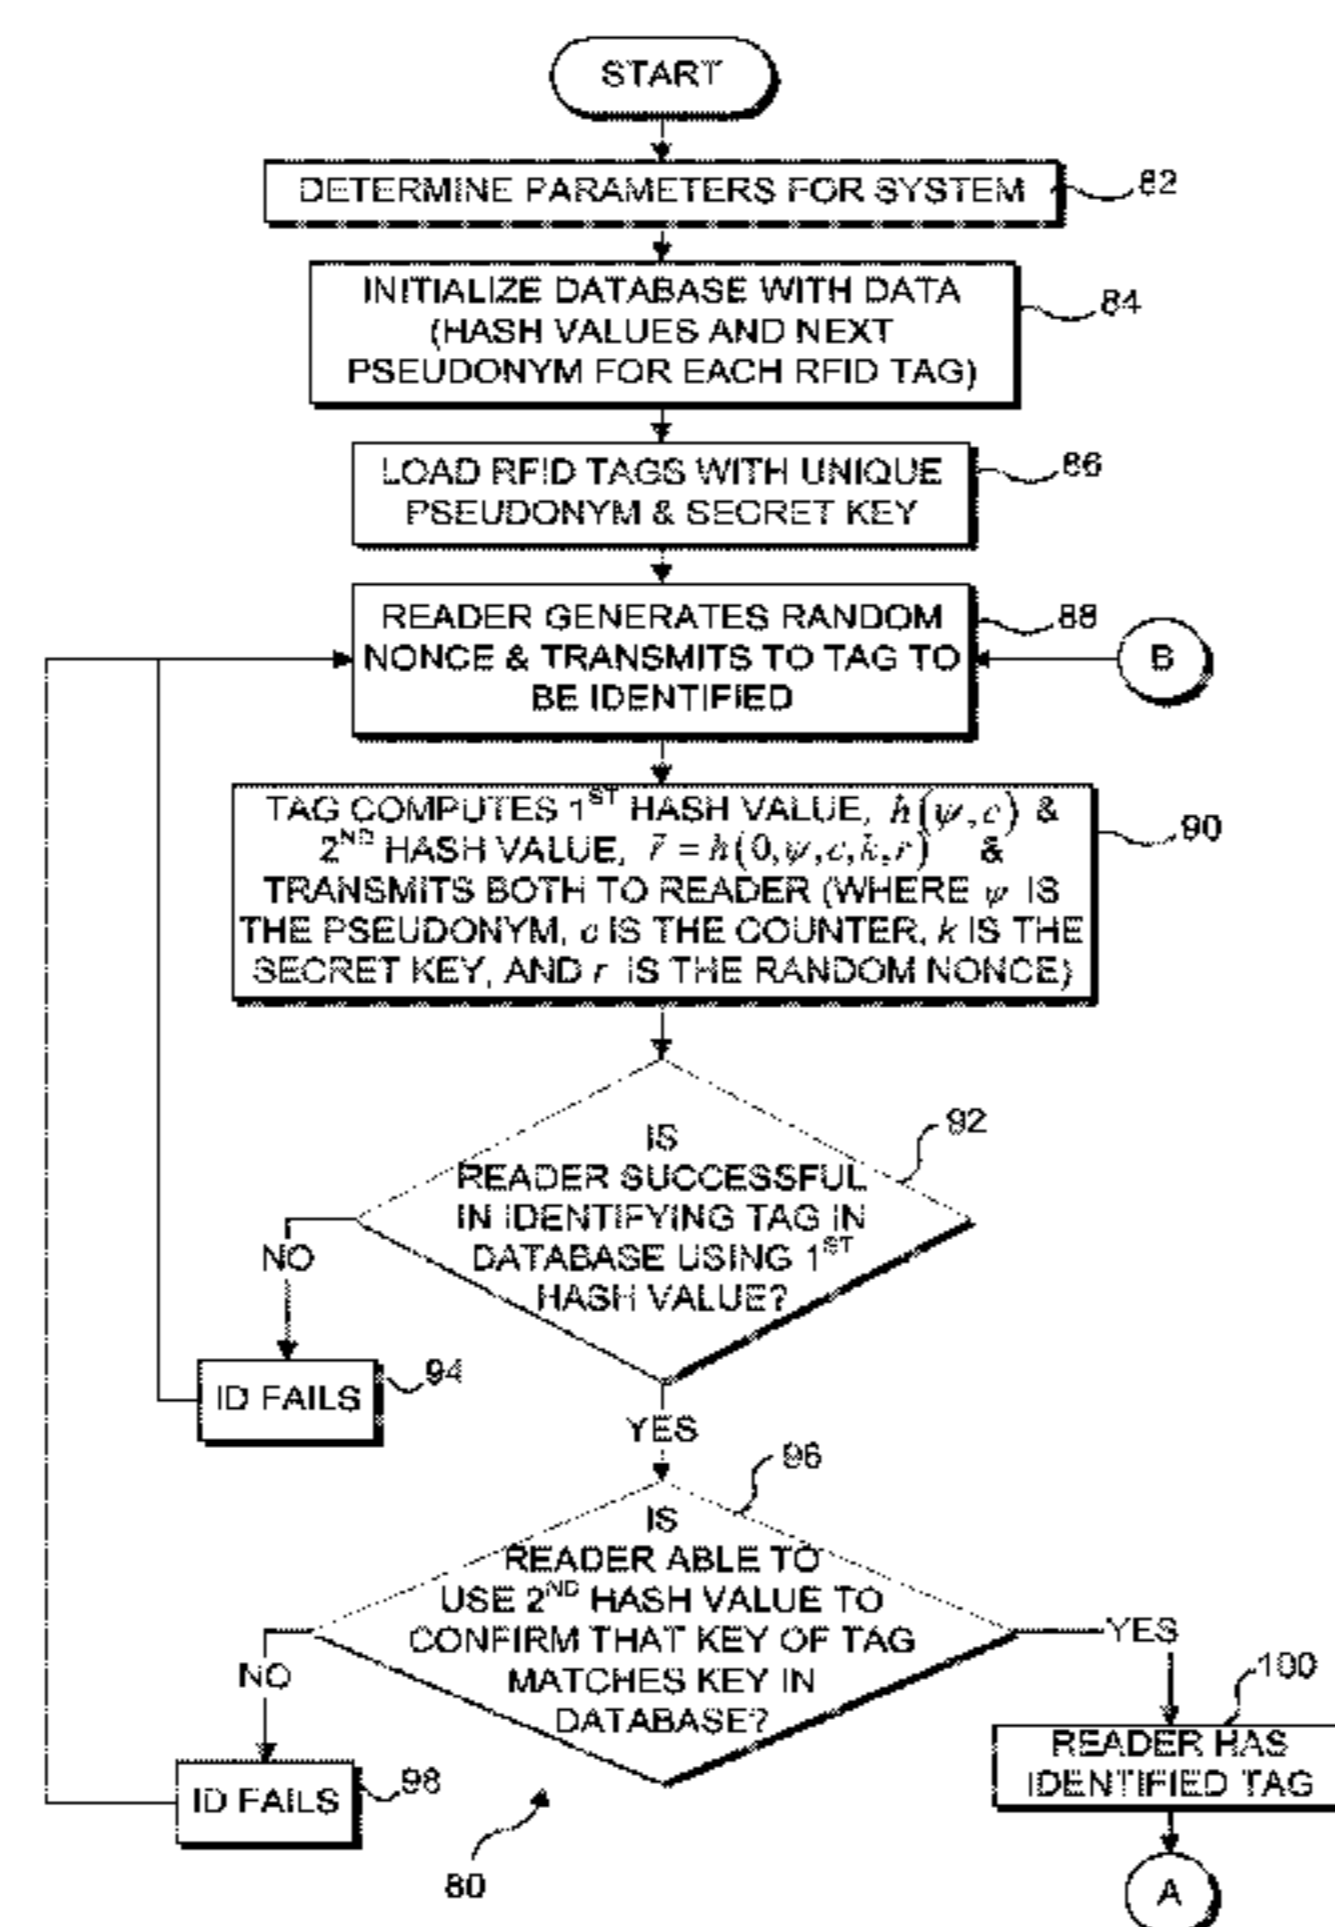 START
DETERMINE PARAMETERS FOR SYSTEM
82
INITIALIZE DATABASE WITH DATA
(HASH VALUES AND NEXT
PSEUDONYM FOR EACH RFID TAG)
84
LOAD RFID TAGS WITH UNIQUE
PSEUDONYM & SECRET KEY
86
READER GENERATES RANDOM
NONCE & TRANSMITS TO TAG TO
BE IDENTIFIED
88
B
TAG COMPUTES 1ST HASH VALUE, h(ψ,c) &
2ND HASH VALUE, r̃ = h(0,ψ,c,k,r) &
TRANSMITS BOTH TO READER (WHERE ψ IS
THE PSEUDONYM, c IS THE COUNTER, k IS THE
SECRET KEY, AND r IS THE RANDOM NONCE)
90
IS
READER SUCCESSFUL
IN IDENTIFYING TAG IN
DATABASE USING 1ST
HASH VALUE?
92
NO
ID FAILS
94
YES
IS
READER ABLE TO
USE 2ND HASH VALUE TO
CONFIRM THAT KEY OF TAG
MATCHES KEY IN
DATABASE?
96
NO
ID FAILS
98
YES
100
READER HAS
IDENTIFIED TAG
A
80